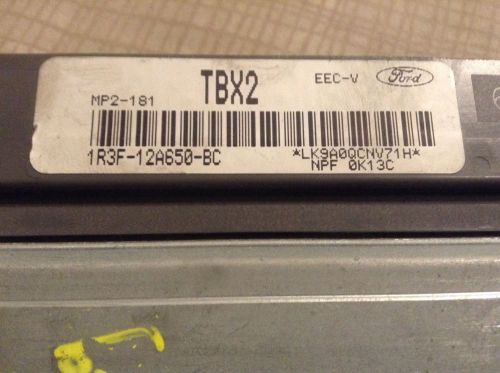 TBX2
EEC-V
Ford
MP2-181
1R3F-12A650-BC
*LK9A0QCNV71H*
NPF 0K13C